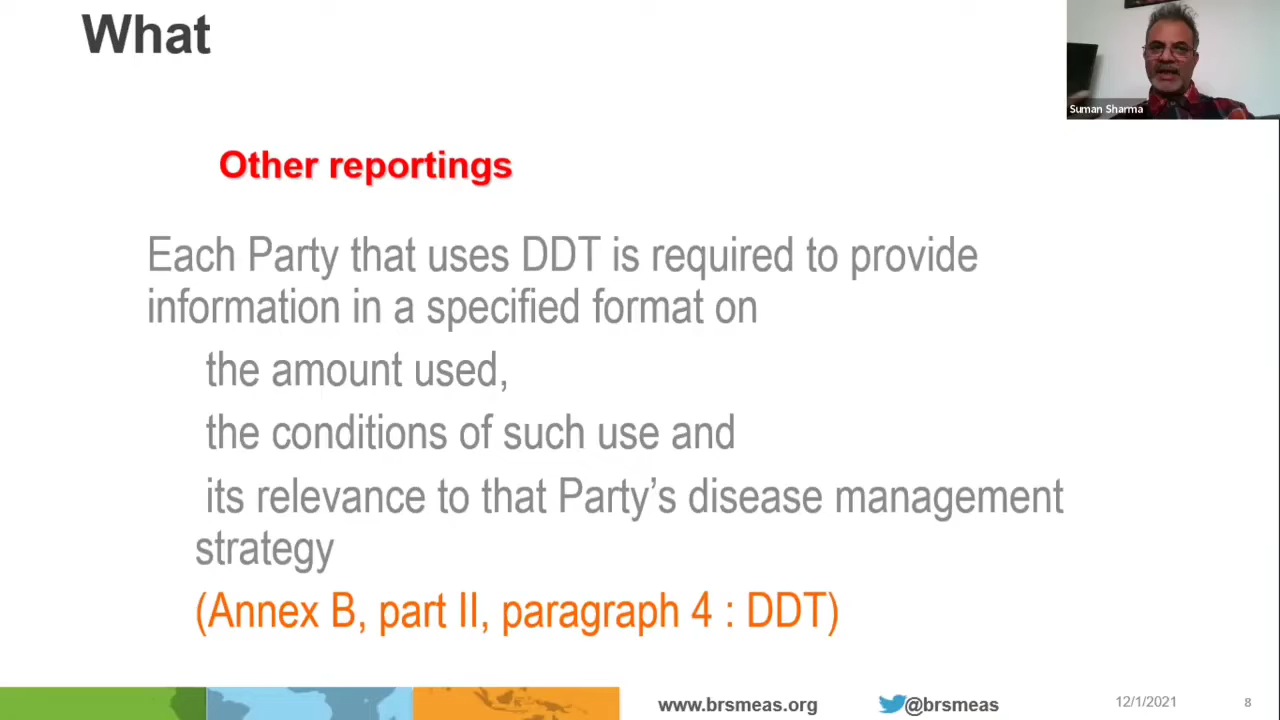 What
Suman Sharma
Other reportings
Each Party that uses DDT is required to provide
information in a specified format on
the amount used,
the conditions of such use and
its relevance to that Party’s disease management
strategy
(Annex B, part II, paragraph 4 : DDT)
www.brsmeas.org
@brsmeas
12/1/2021
8